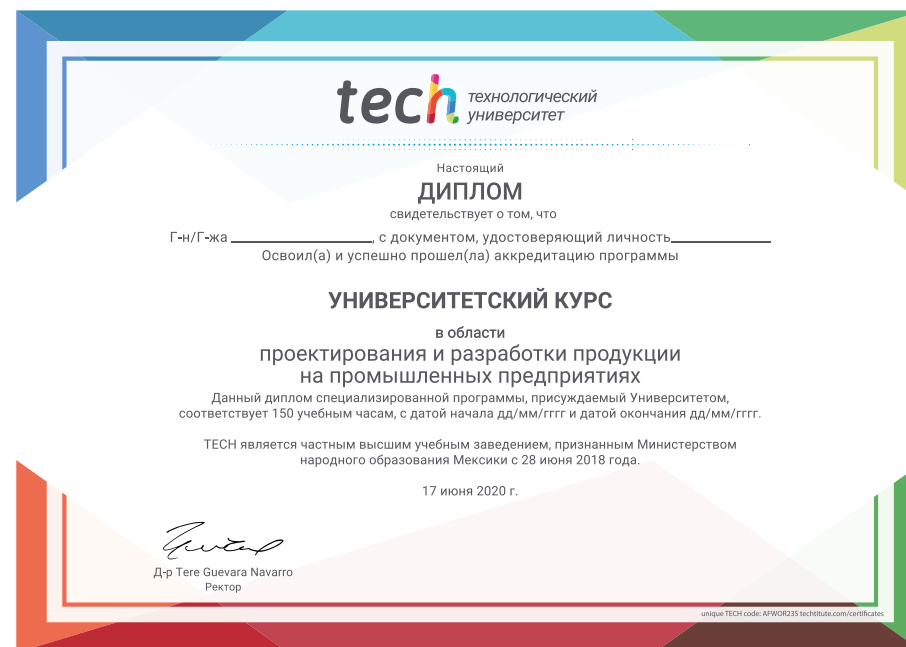 tech технологический
университет
Настоящий
ДИПЛОМ
свидетельствует о том, что
Г-н/Г-жа ____________________, с документом, удостоверяющий личность______________
Освоил(а) и успешно прошел(ла) аккредитацию программы
УНИВЕРСИТЕТСКИЙ КУРС
в области
проектирования и разработки продукции
на промышленных предприятиях
Данный диплом специализированной программы, присуждаемый Университетом,
соответствует 150 учебным часам, с датой начала дд/мм/гггг и датой окончания дд/мм/гггг.
TECH является частным высшим учебным заведением, признанным Министерством
народного образования Мексики с 28 июня 2018 года.
17 июня 2020 г.
Д-р Tere Guevara Navarro
Ректор
unique TECH code: AFWOR23S techtitute.com/certificates